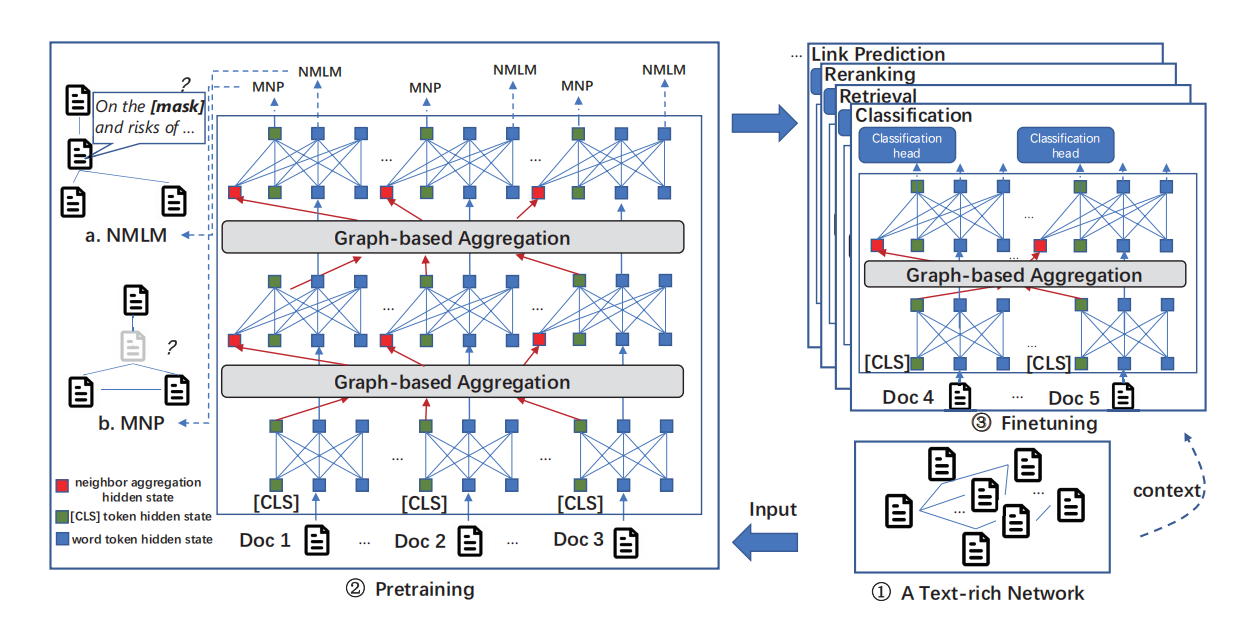 ?
On the [mask]
and risks of ...
a. NMLM
?
b. MNP
neighbor aggregation
hidden state
[CLS] token hidden state
word token hidden state
MNP
NMLM
MNP
NMLM
MNP
NMLM
...
...
Graph-based Aggregation
...
...
Graph-based Aggregation
...
...
[CLS]
[CLS]
[CLS]
Doc 1
...
Doc 2
...
Doc 3
② Pretraining
... Link Prediction
Reranking
Retrieval
Classification
Classification
head
Classification
head
...
...
Graph-based Aggregation
...
[CLS]
[CLS]
Doc 4
...
Doc 5
③ Finetuning
Input
context
...
...
① A Text-rich Network